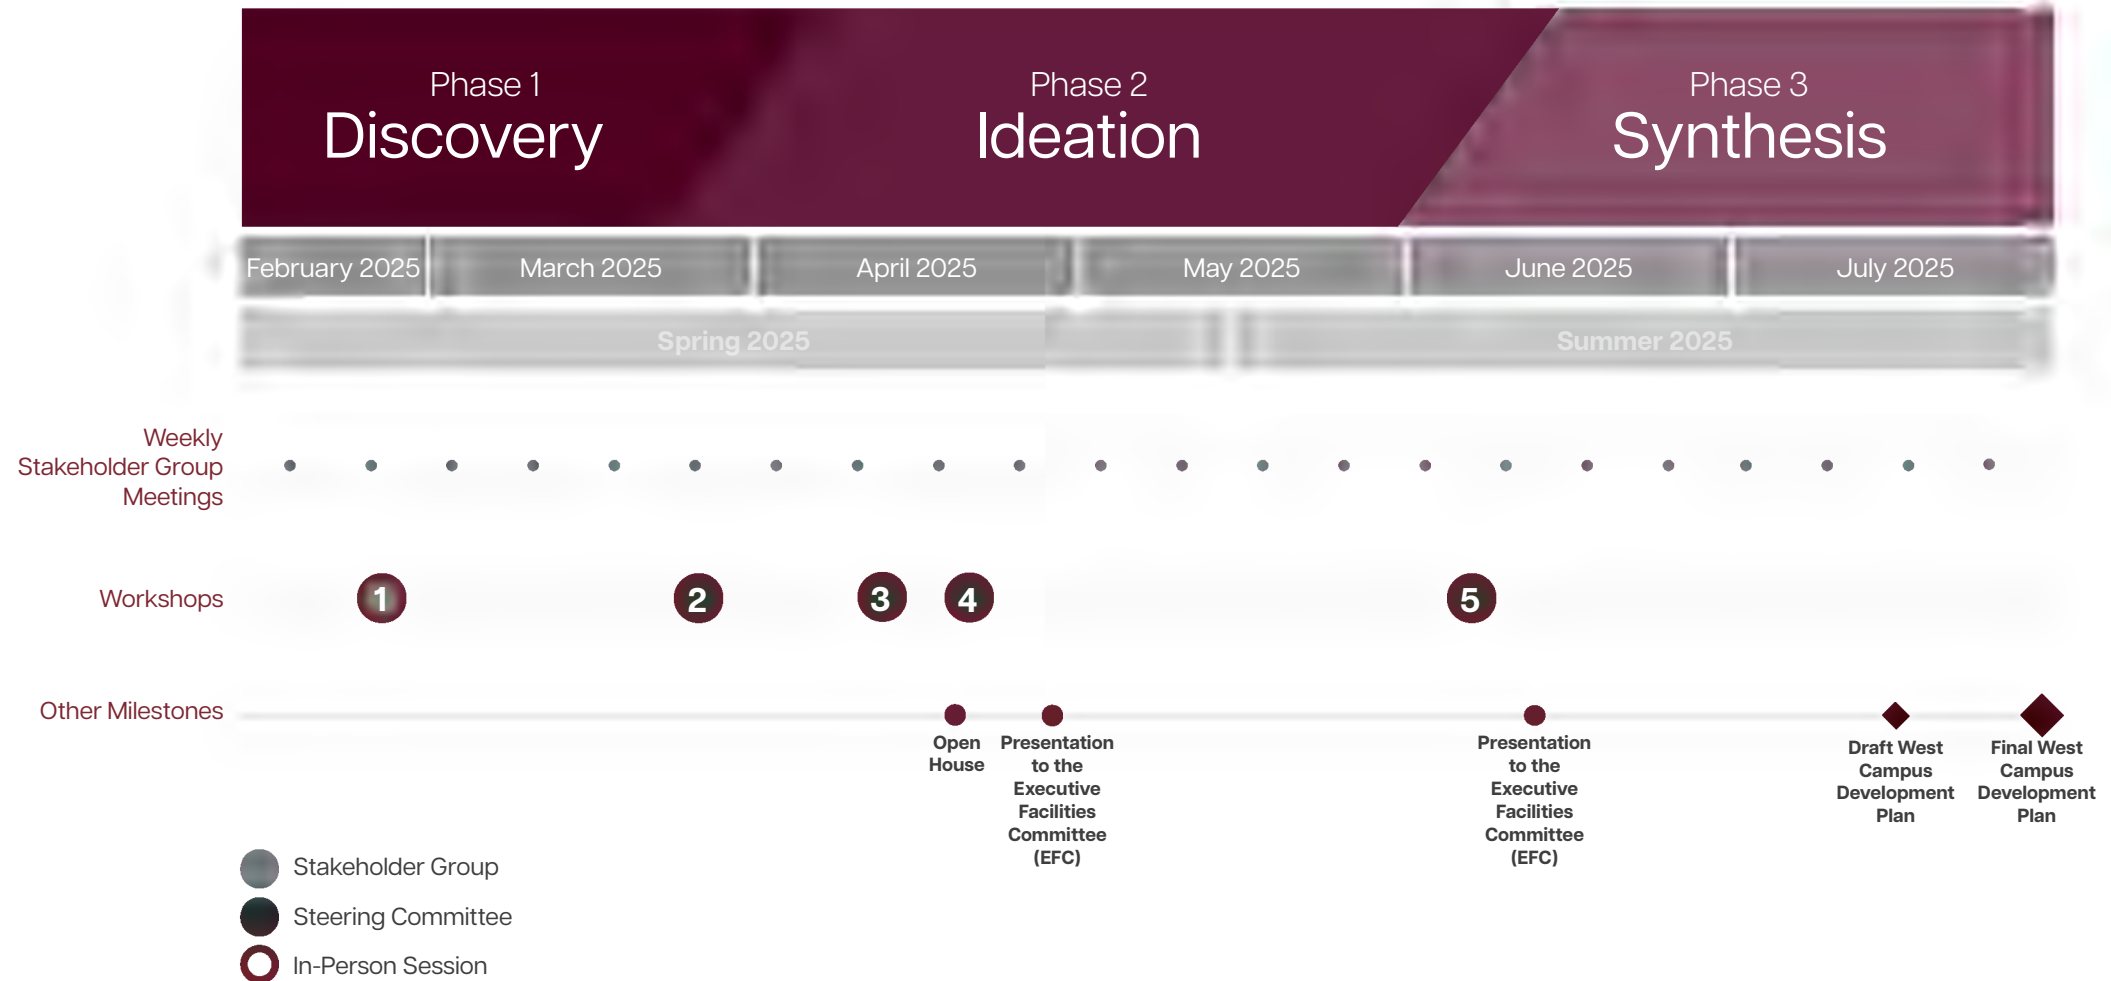 Phase 1
Discovery
Phase 2
Ideation
Phase 3
Synthesis
February 2025
March 2025
April 2025
May 2025
June 2025
July 2025
Spring 2025
Summer 2025
Weekly
Stakeholder Group
Meetings
Workshops
1
2
3
4
5
Other Milestones
Open
House
Presentation
to the
Executive
Facilities
Committee
(EFC)
Presentation
to the
Executive
Facilities
Committee
(EFC)
Draft West
Campus
Development
Plan
Final West
Campus
Development
Plan
Stakeholder Group
Steering Committee
In-Person Session